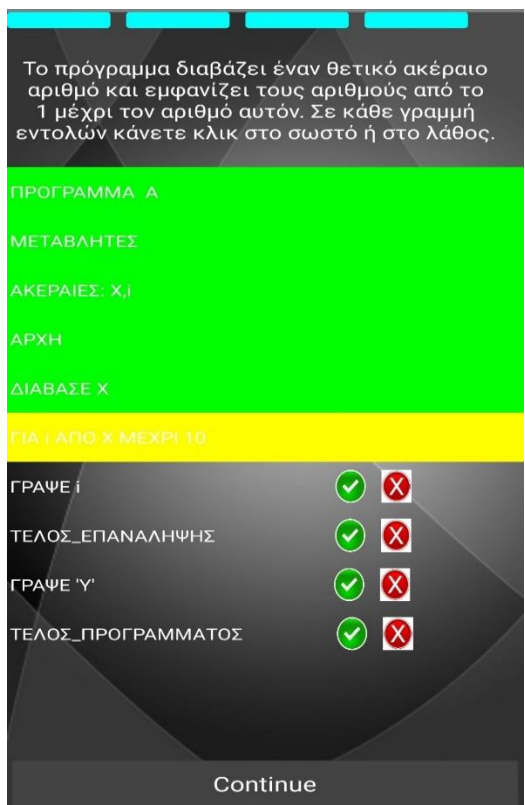 Το πρόγραμμα διαβάζει έναν θετικό ακέραιο
αριθμό και εμφανίζει τους αριθμούς από το
1 μέχρι τον αριθμό αυτόν. Σε κάθε γραμμή
εντολών κάνετε κλικ στο σωστό ή στο λάθος.
ΠΡΟΓΡΑΜΜΑ Α
ΜΕΤΑΒΛΗΤΕΣ
ΑΚΕΡΑΙΕΣ: Χ,i
ΑΡΧΗ
ΔΙΑΒΑΣΕ Χ
ΓΙΑ i ΑΠΟ Χ ΜΕΧΡΙ 10
ΓΡΑΨΕ i
ΤΕΛΟΣ_ΕΠΑΝΑΛΗΨΗΣ
ΓΡΑΨΕ 'Υ'
ΤΕΛΟΣ_ΠΡΟΓΡΑΜΜΑΤΟΣ
Continue